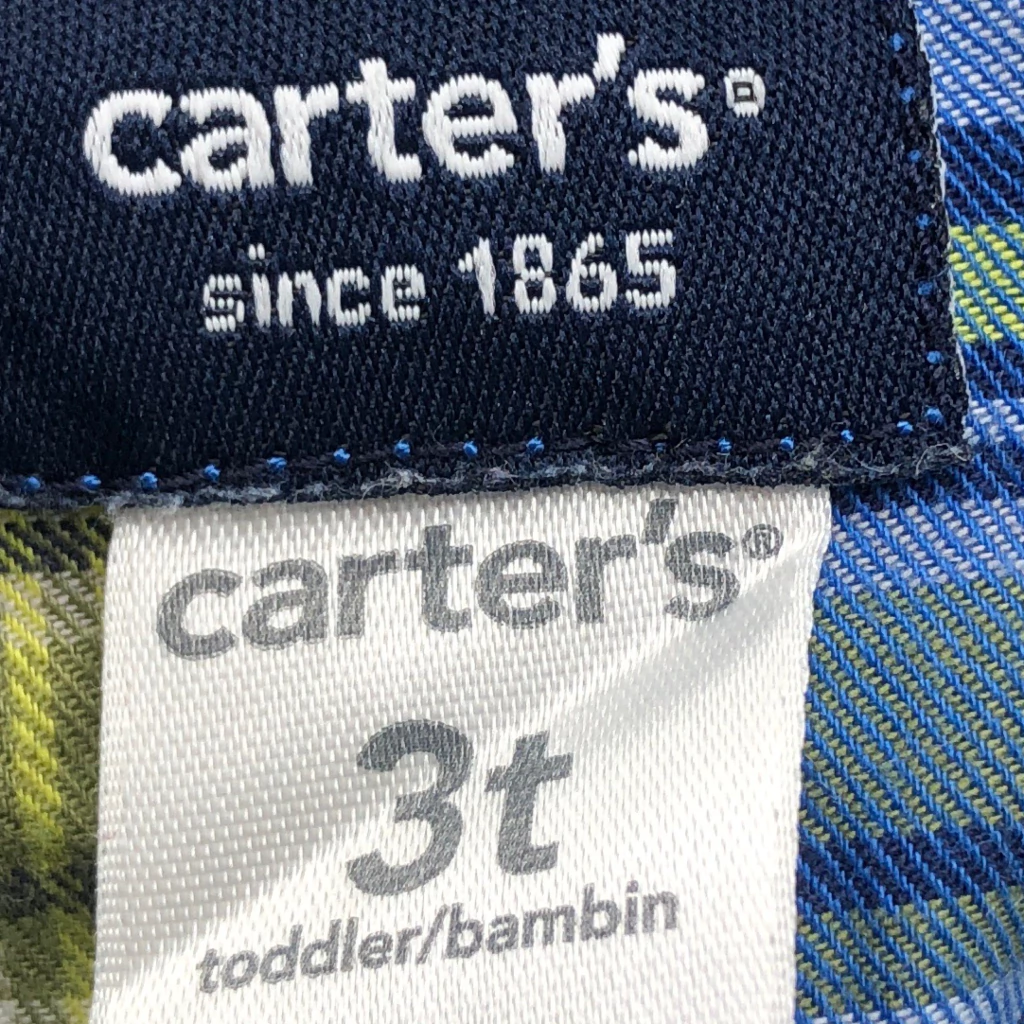 carter's®
since 1865
carter's®
3t
toddler/bambin